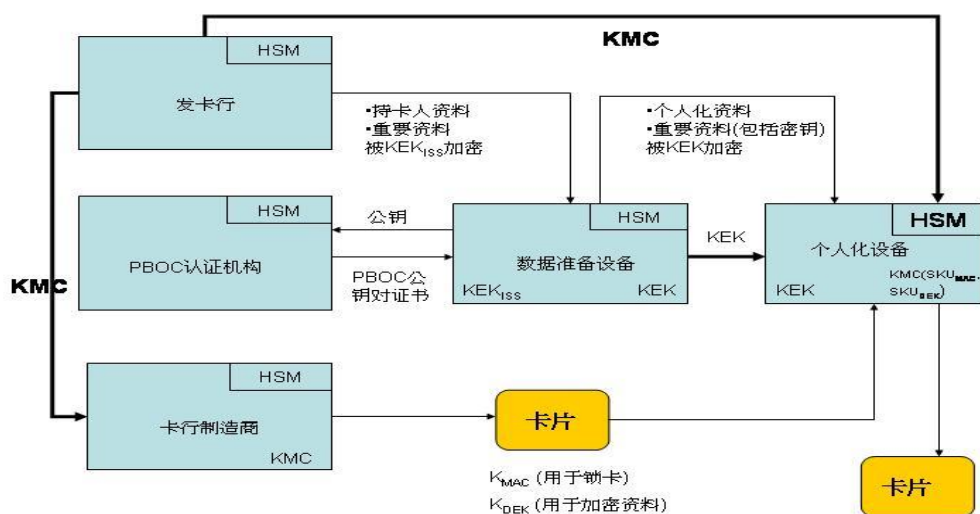 KMC
HSM
发卡行
•持卡人资料
•重要资料
被KEKISS加密
•个人化资料
•重要资料(包括密钥)
被KEK加密
HSM
PBOC认证机构
公钥
PBOC公
钥对证书
HSM
数据准备设备
KEKISS
KEK
KEK
HSM
个人化设备
KEK
KMC(SKUMAC,
SKUDEK)
KMC
HSM
卡行制造商
KMC
卡片
KMAC (用于锁卡)
KDEK (用于加密资料)
卡片